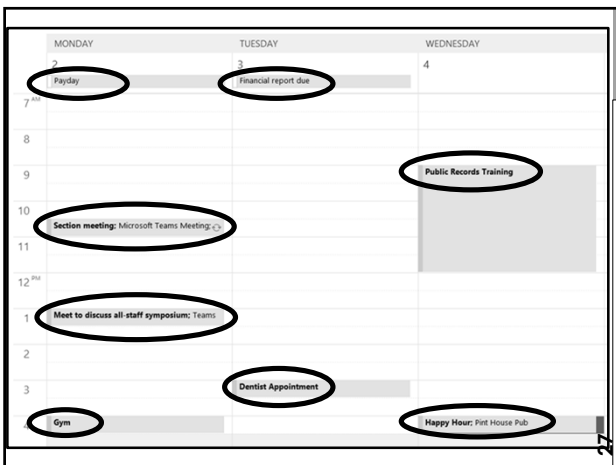 MONDAY TUESDAY WEDNESDAY
2 3 4
Payday Financial report due
7 AM
8
9 Public Records Training
10
Section meeting; Microsoft Teams Meeting;
11
12 PM
1 Meet to discuss all-staff symposium; Teams
2
3 Dentist Appointment
4 Gym Happy Hour; Pint House Pub
27